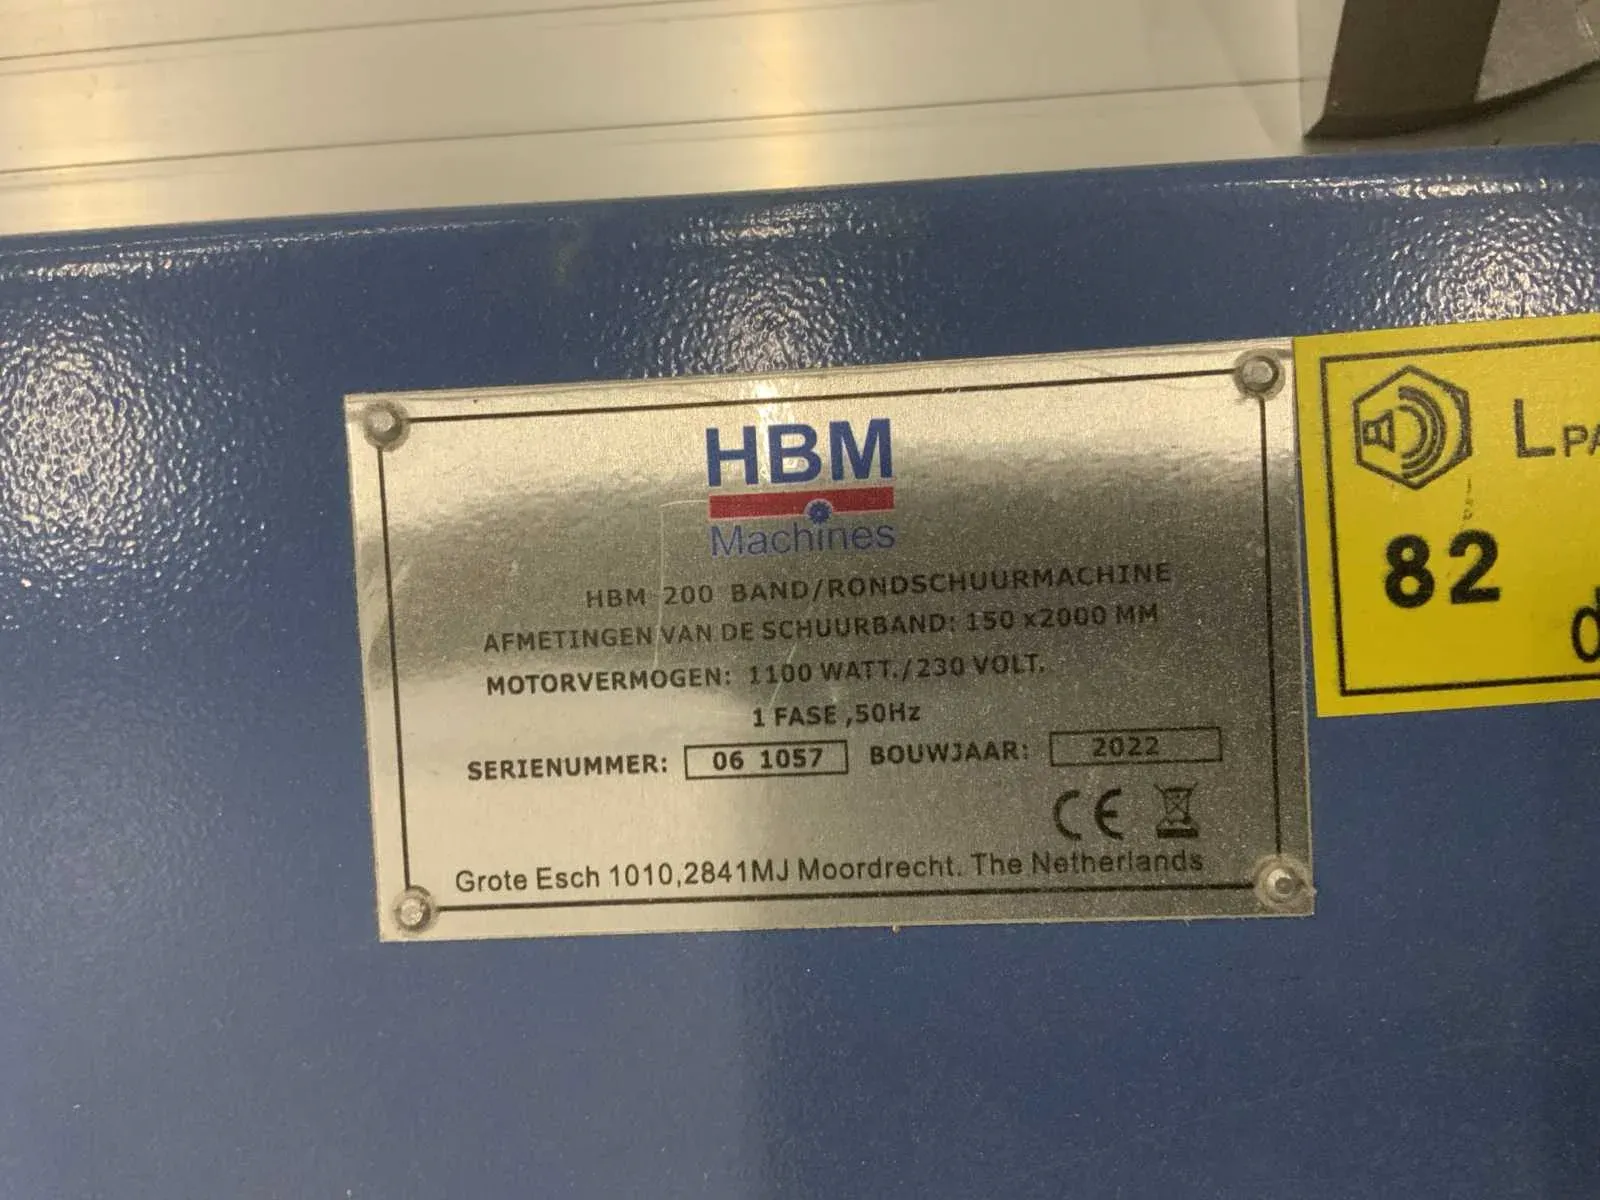 HBM
Machines
HBM 200 BAND/RONDSCHUURMACHINE
AFMETINGEN VAN DE SCHUURBAND: 150 x2000 MM
MOTORVERMOGEN: 1100 WATT./230 VOLT.
1 FASE ,50Hz
SERIENUMMER: 06 1057 BOUWJAAR: 2022
CE
Grote Esch 1010,2841MJ Moordrecht. The Netherlands
LPA
82
d